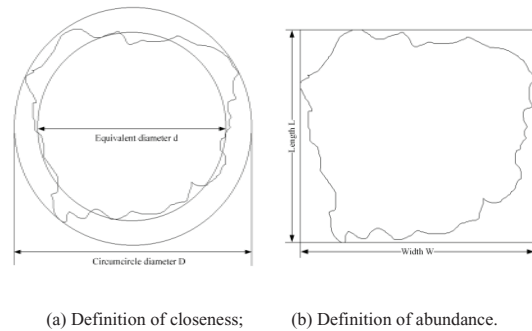 Equivalent diameter d
Circumcircle diameter D
Length L
Width W
(a) Definition of closeness; (b) Definition of abundance.